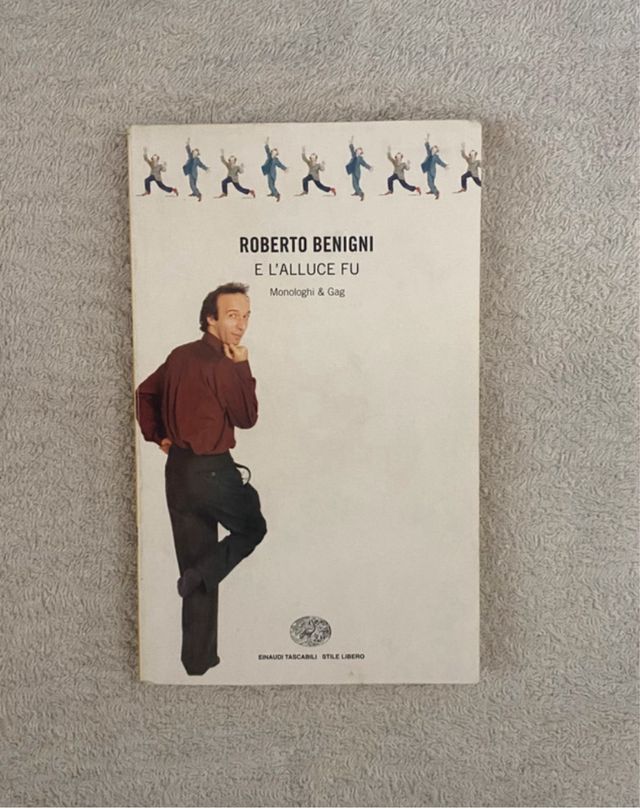 ROBERTO BENIGNI
E L'ALLUCE FU
Monologhi & Gag
EINAUDI TASCABILI STILE LIBERO